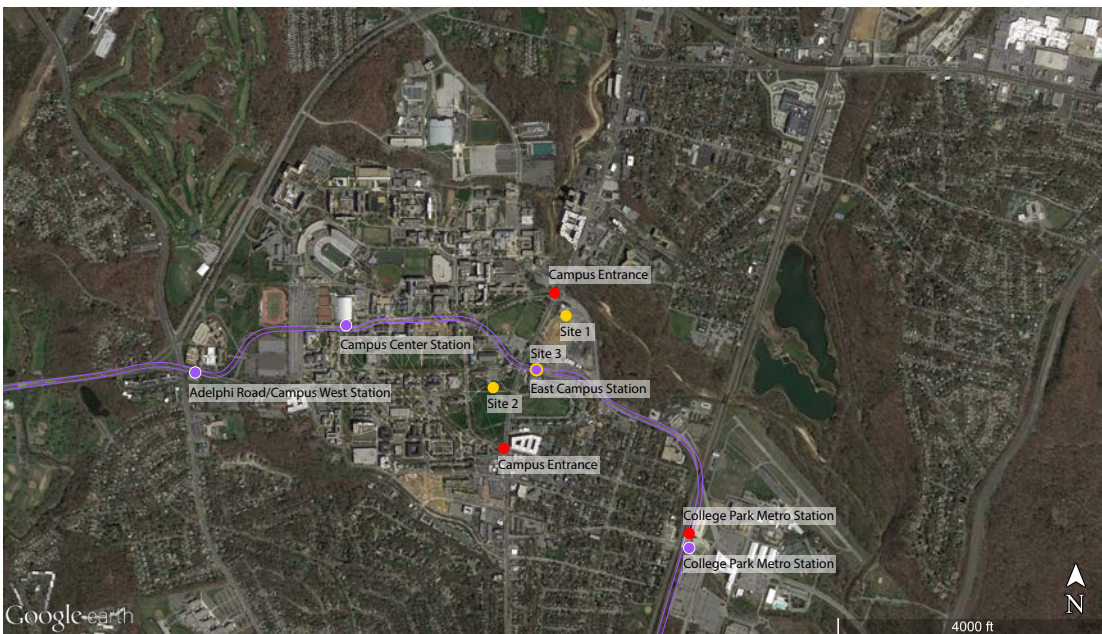 Campus Entrance
Site 1
Campus Center Station
Site 3
Adelphi Road/Campus West Station
East Campus Station
Site 2
Campus Entrance
College Park Metro Station
College Park Metro Station
N
Google earth
4000 ft